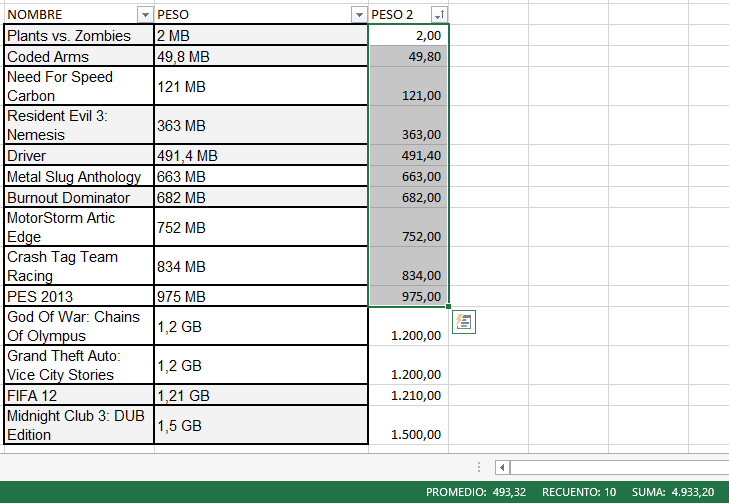 NOMBRE PESO PESO 2
Plants vs. Zombies 2 MB 2,00
Coded Arms 49,8 MB 49,80
Need For Speed
Carbon 121 MB 121,00
Resident Evil 3:
Nemesis 363 MB 363,00
Driver 491,4 MB 491,40
Metal Slug Anthology 663 MB 663,00
Burnout Dominator 682 MB 682,00
MotorStorm Artic
Edge 752 MB 752,00
Crash Tag Team
Racing 834 MB 834,00
PES 2013 975 MB 975,00
God Of War: Chains
Of Olympus 1,2 GB 1.200,00
Grand Theft Auto:
Vice City Stories 1,2 GB 1.200,00
FIFA 12 1,21 GB 1.210,00
Midnight Club 3: DUB
Edition 1,5 GB 1.500,00
PROMEDIO: 493,32 RECUENTO: 10 SUMA: 4.933,20